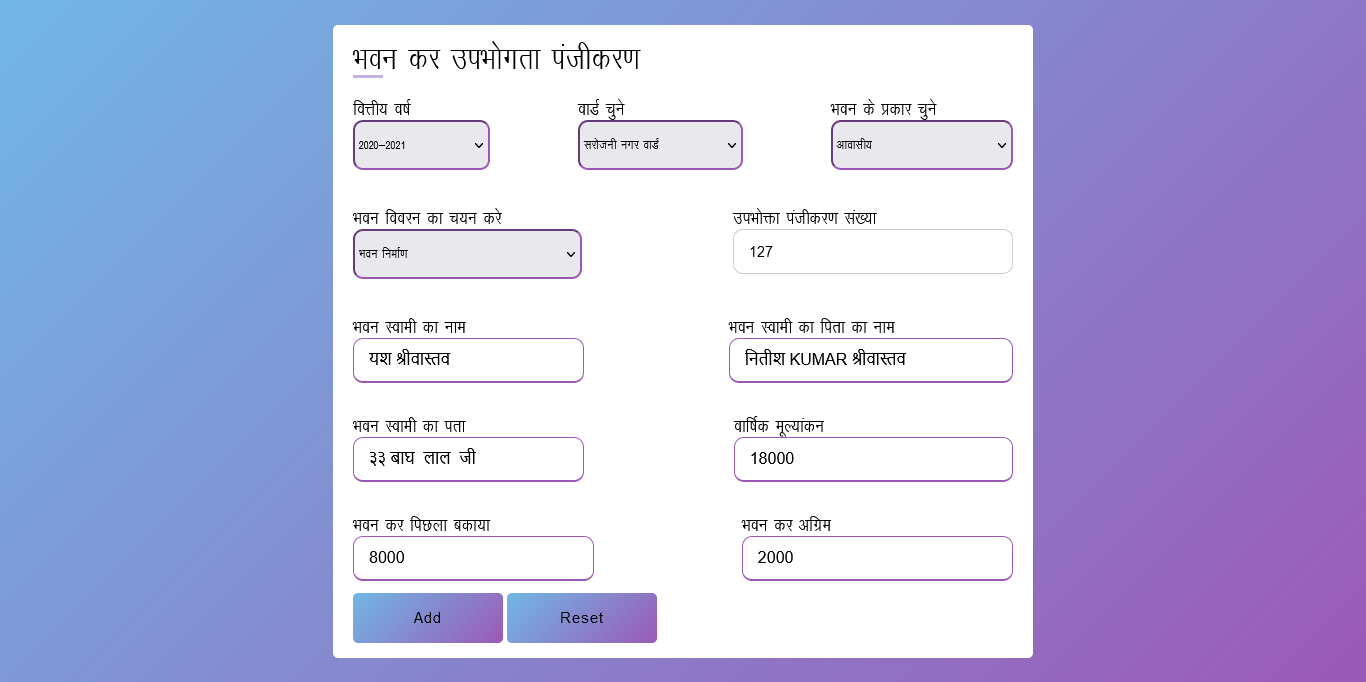 भवन कर उपभोगता पंजीकरण
वित्तीय वर्ष वार्ड चुने भवन के प्रकार चुने
2020-2021 सरोजनी नगर वार्ड आवासीय
भवन विवरन का चयन करे उपभोक्ता पंजीकरण संख्या
भवन निर्माण 127
भवन स्वामी का नाम भवन स्वामी का पिता का नाम
यश श्रीवास्तव नितीश KUMAR श्रीवास्तव
भवन स्वामी का पता वार्षिक मूल्यांकन
३३ बाघ लाल जी 18000
भवन कर पिछला बकाया भवन कर अग्रिम
8000 2000
Add Reset